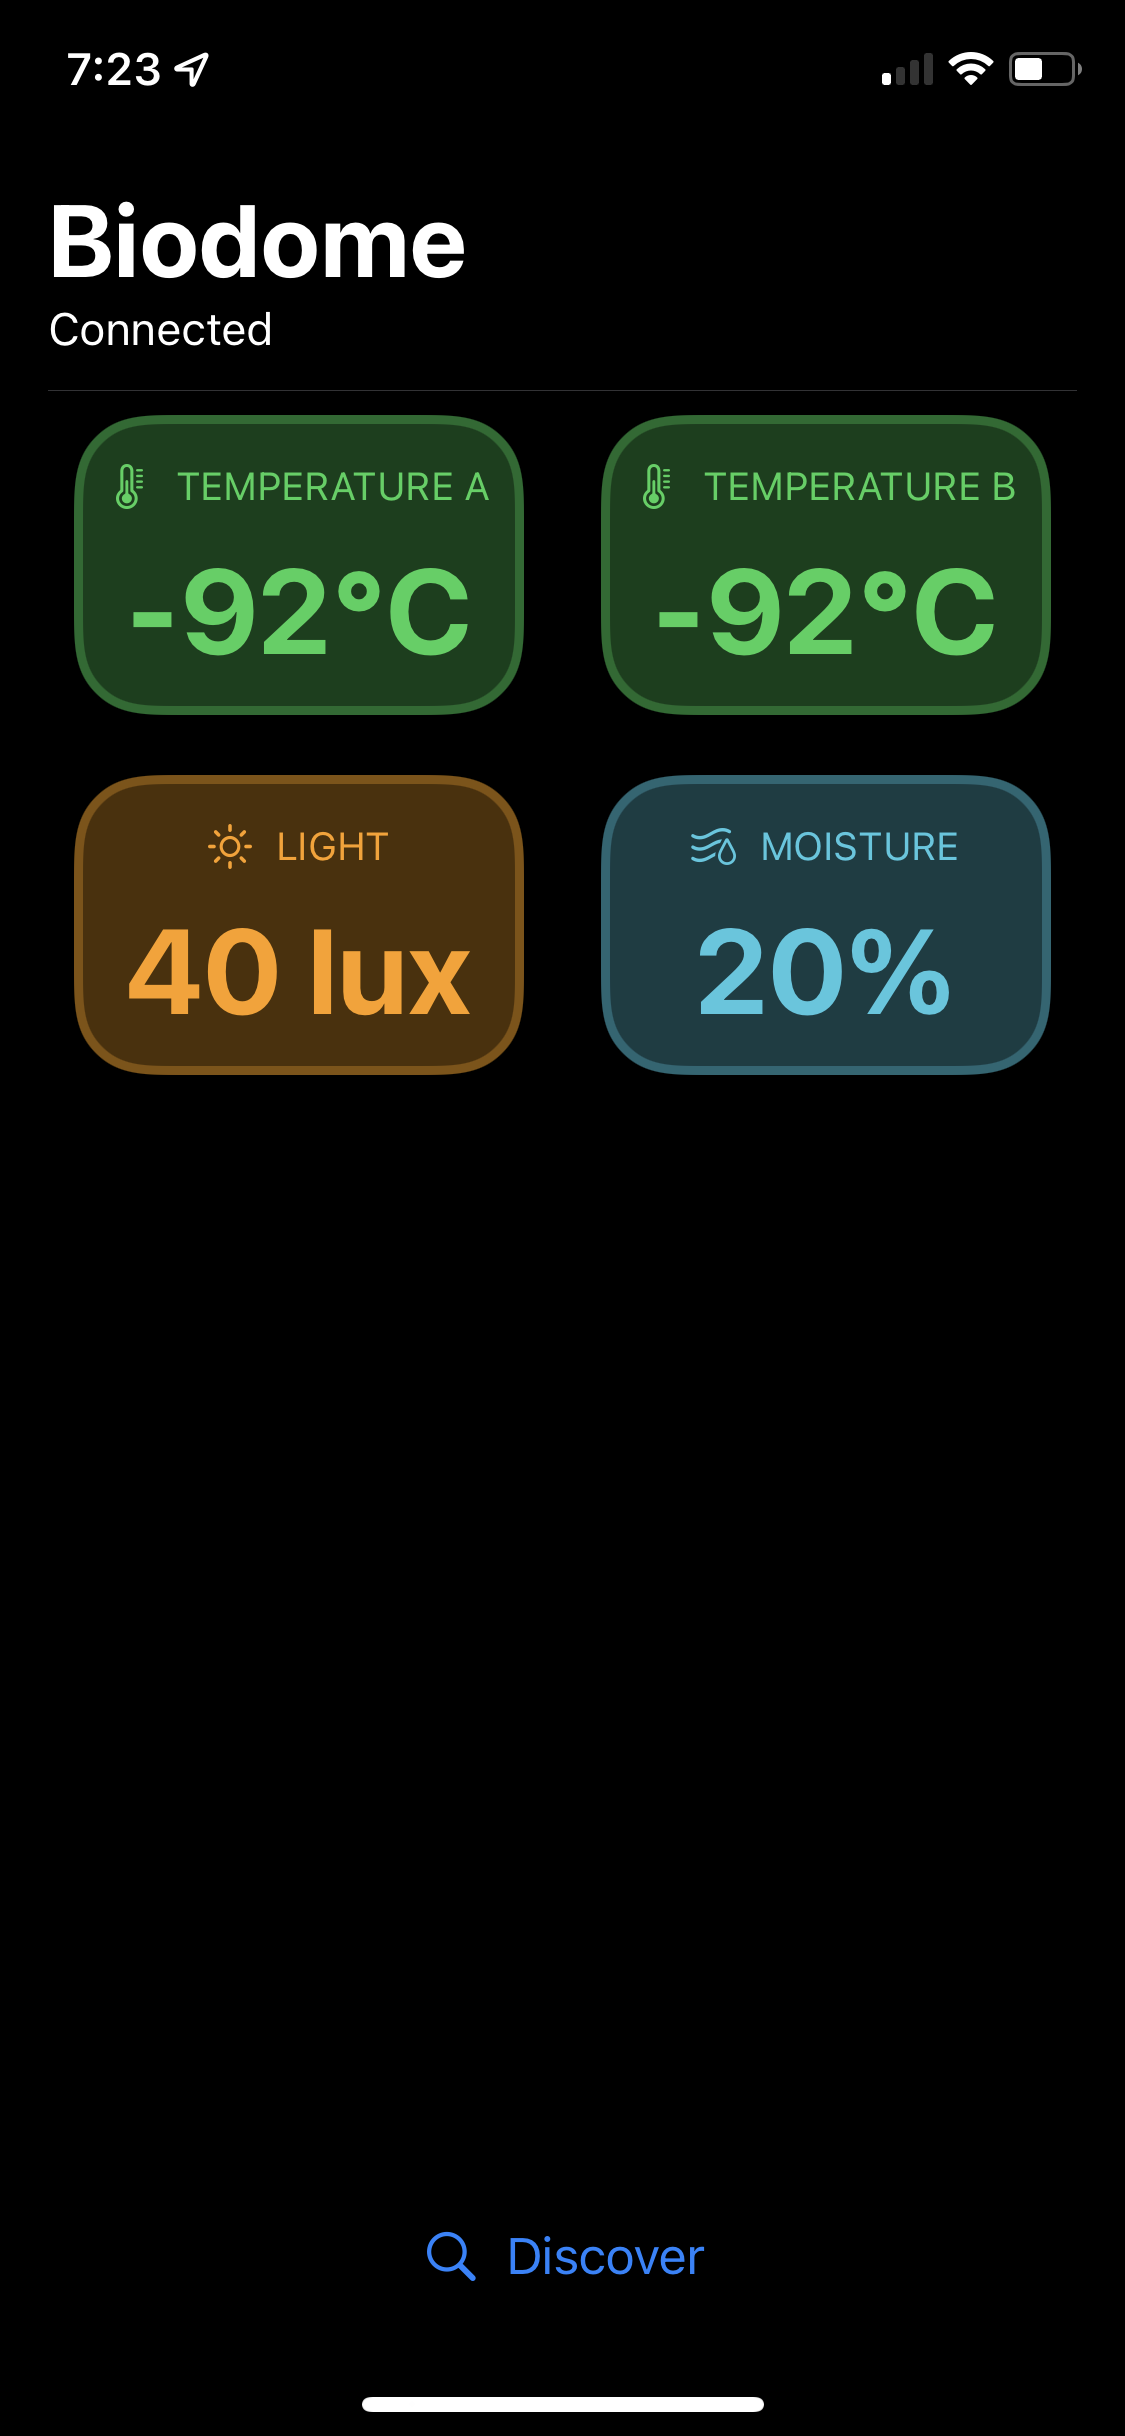 7:23
Biodome
Connected
TEMPERATURE A
-92°C
TEMPERATURE B
-92°C
LIGHT
40 lux
MOISTURE
20%
Discover